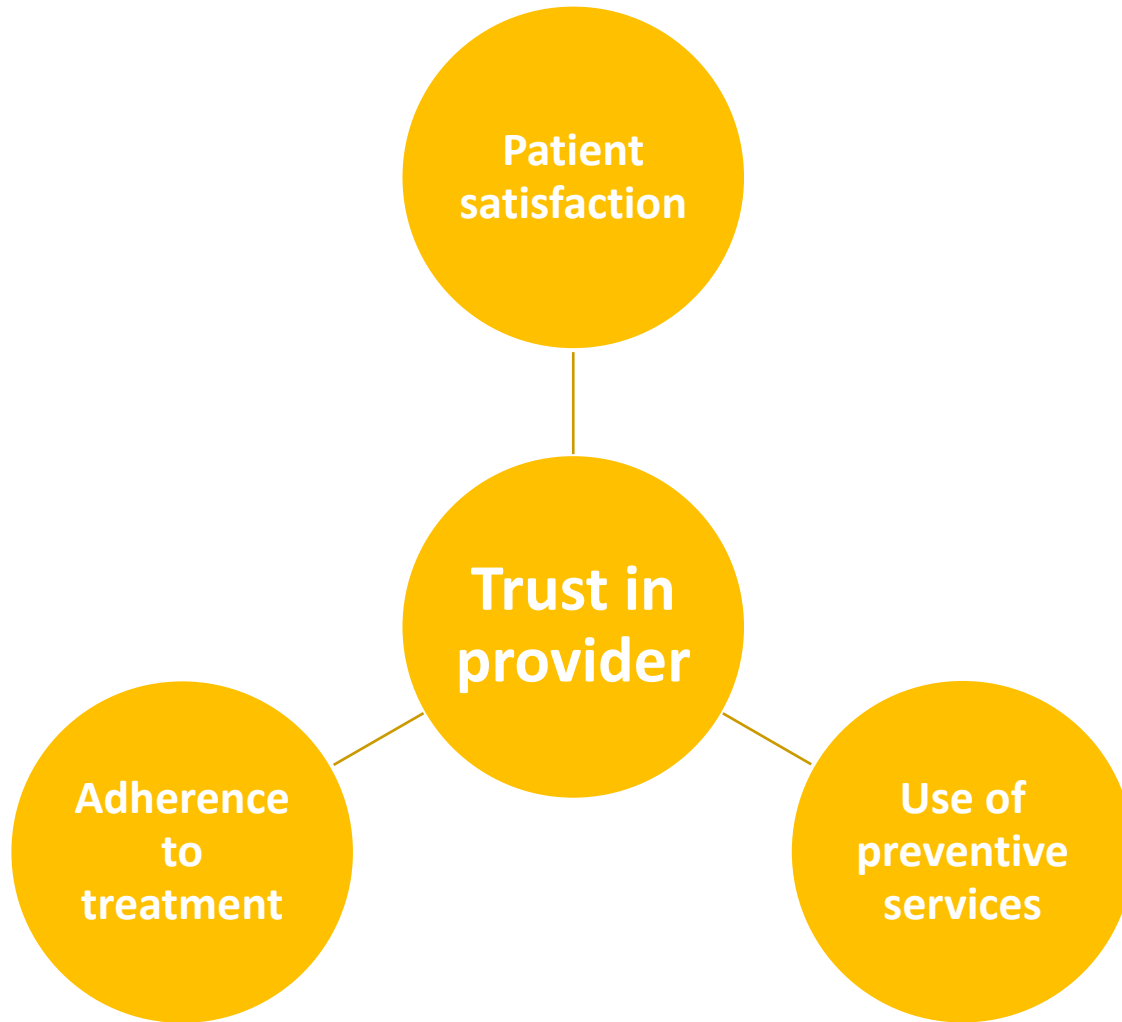 Patient
satisfaction
Trust in
provider
Adherence
to
treatment
Use of
preventive
services